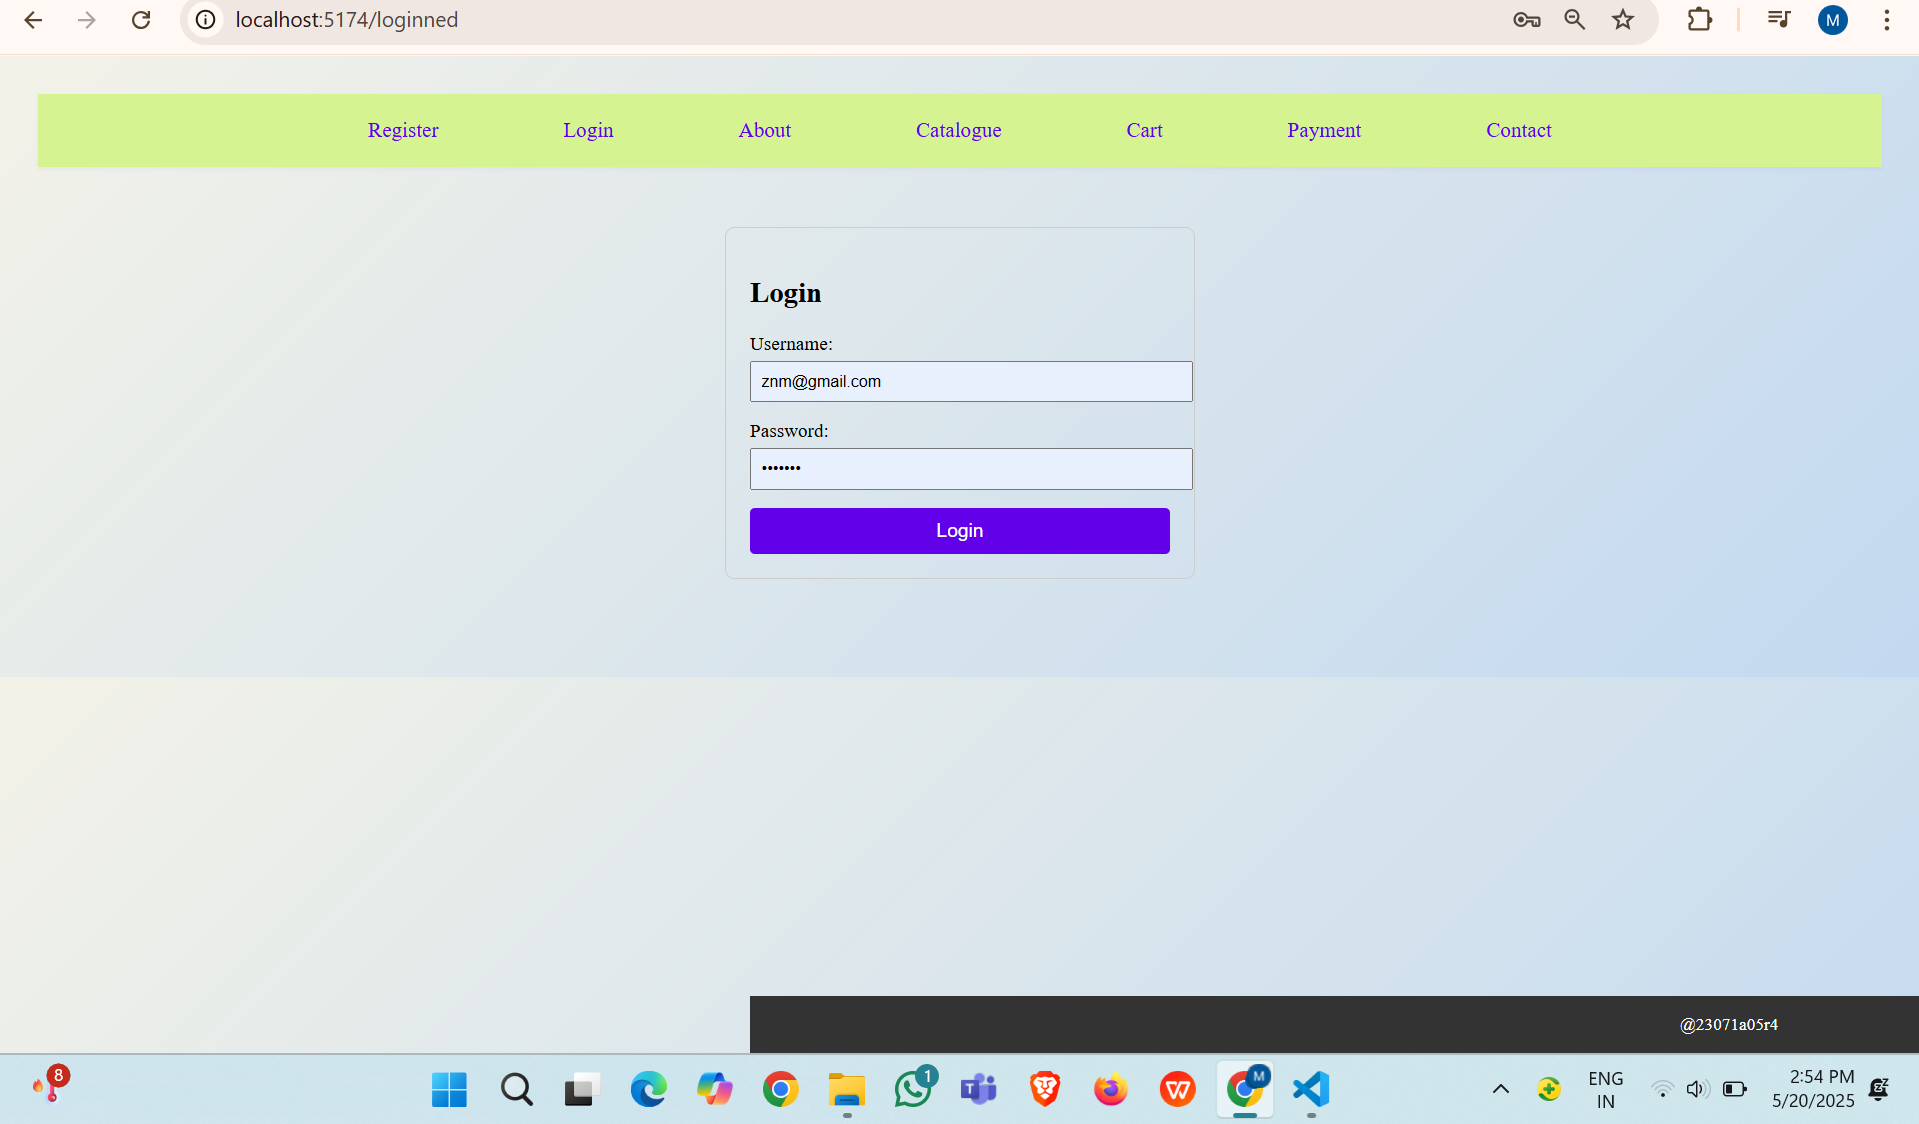 localhost:5174/loginned
M
Register Login About Catalogue Cart Payment Contact
Login
Username:
znm@gmail.com
Password:
•••••••
Login
@23071a05r4
8
1
M
ENG
IN
2:54 PM
5/20/2025